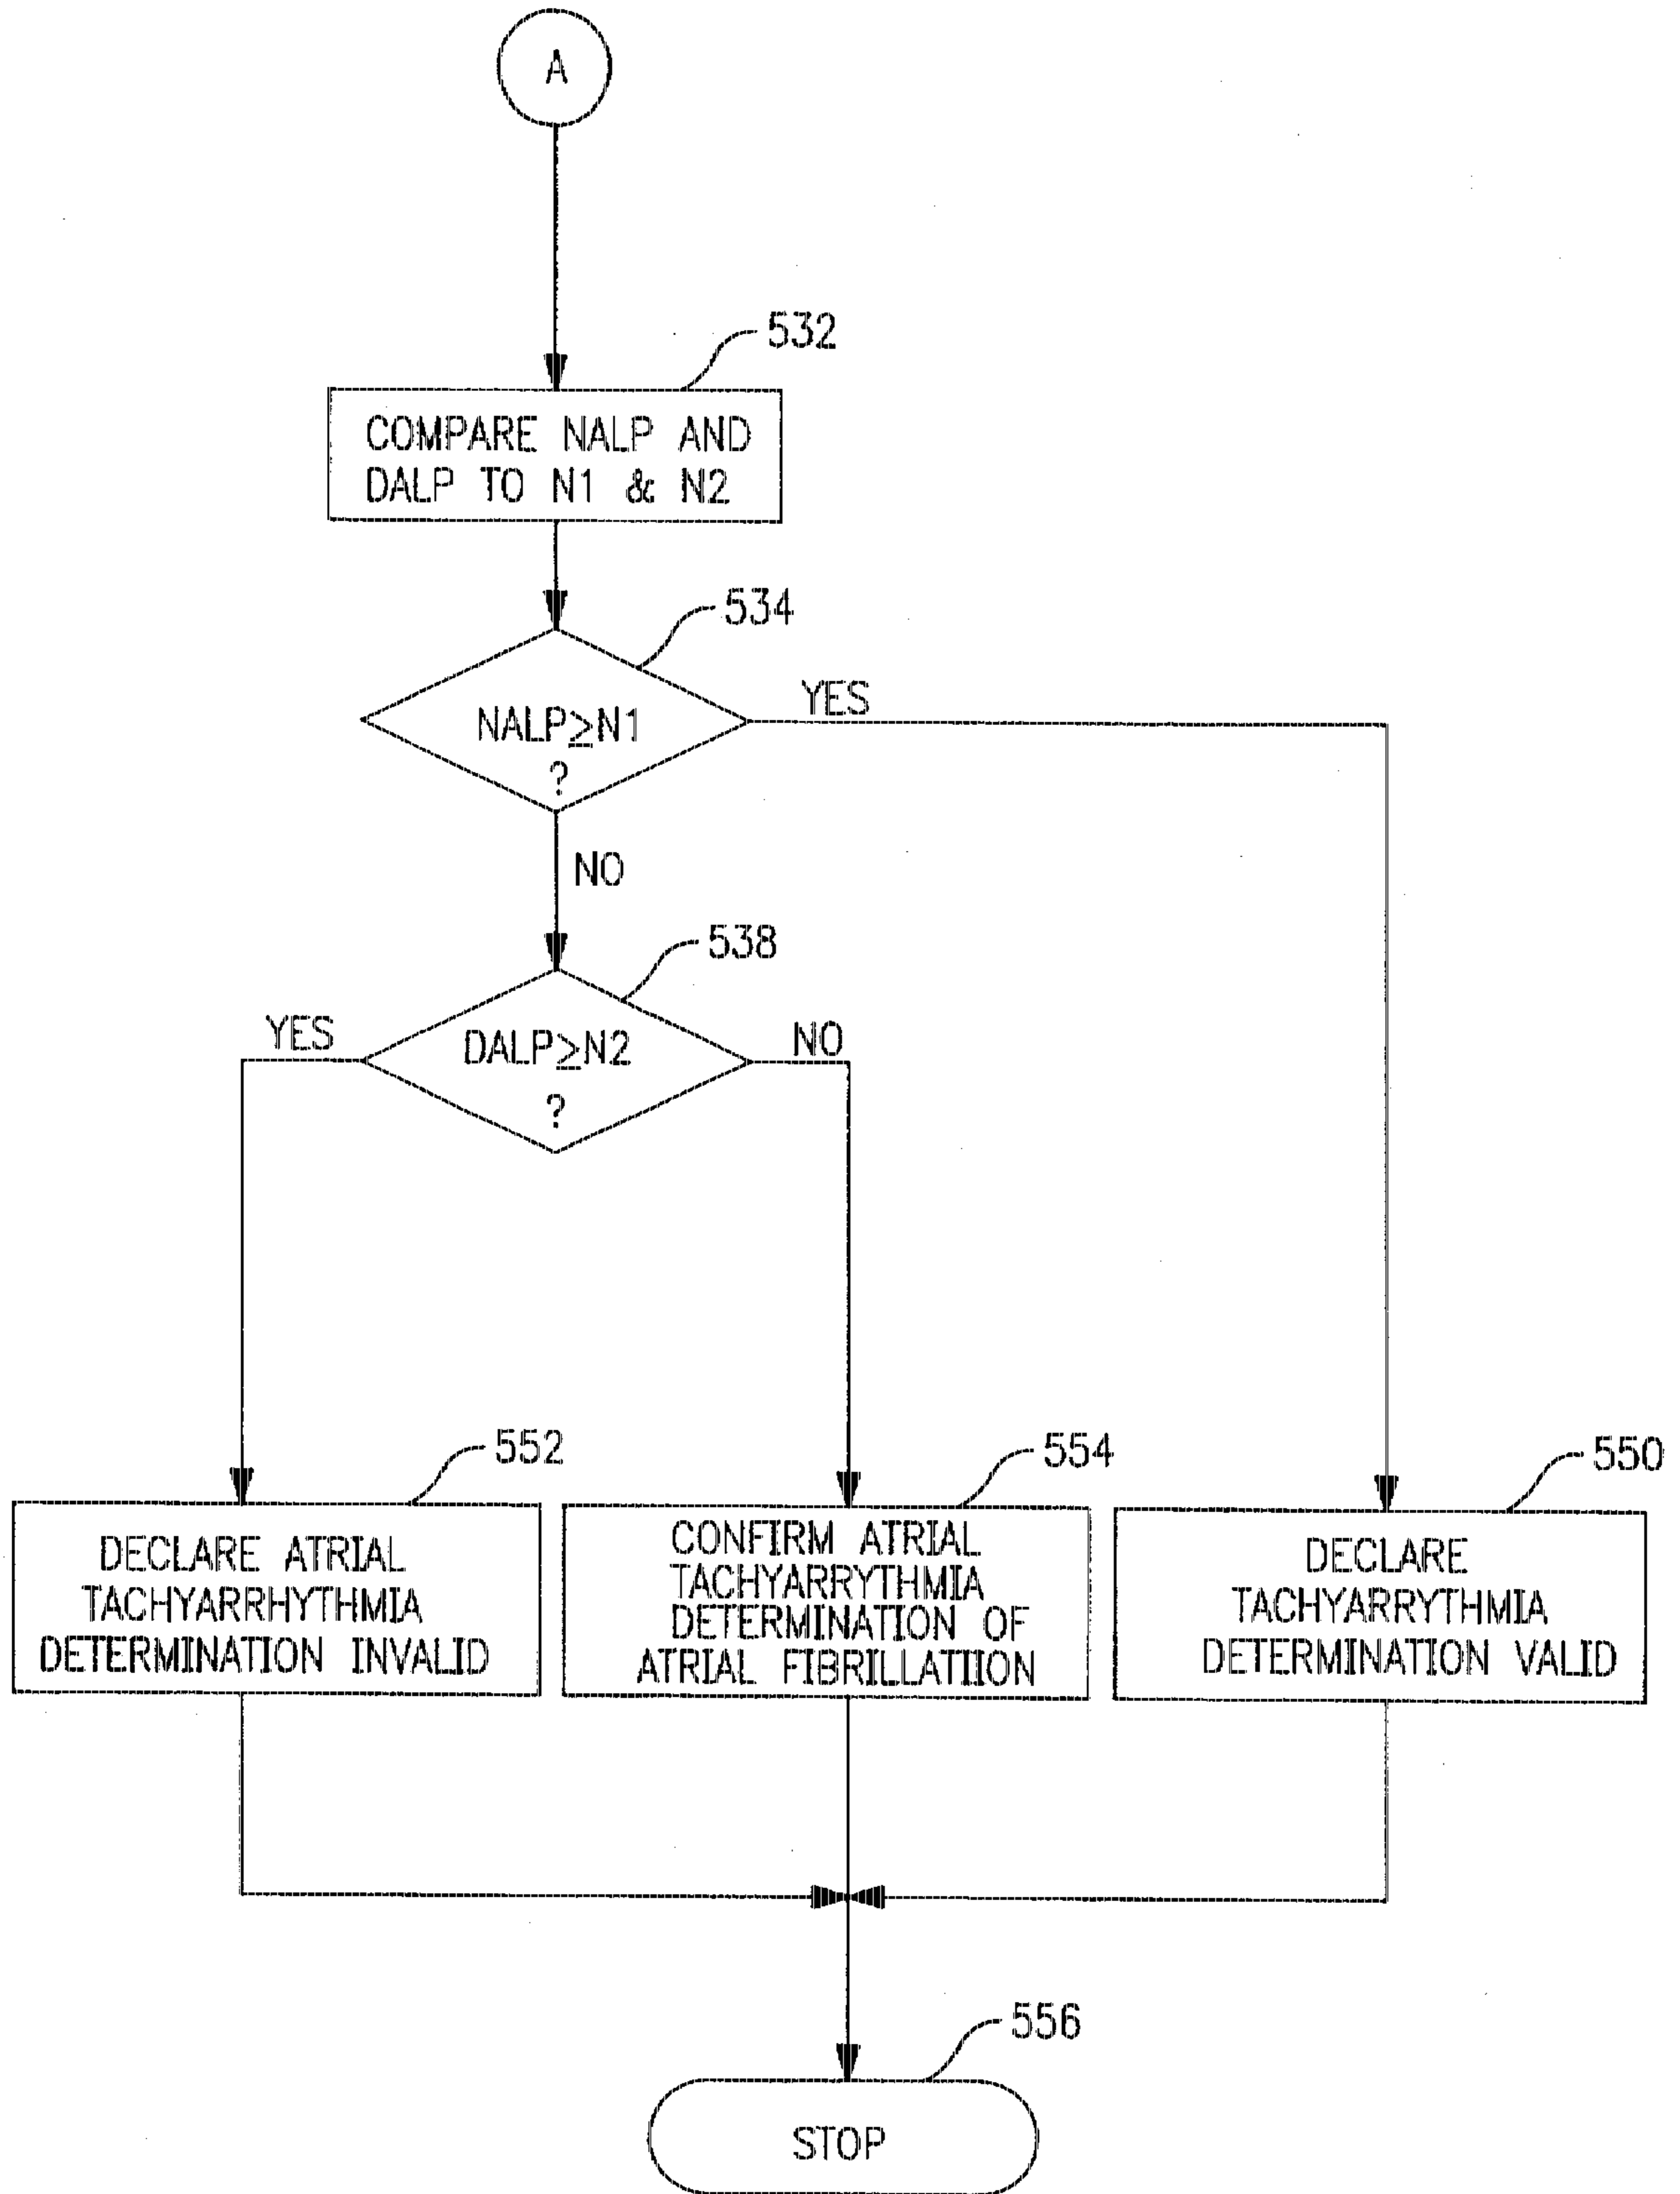 A
532
COMPARE NALP AND
DALP TO N1 & N2
534
NALP≥N1
?
YES
NO
538
DALP≥N2
?
YES
NO
552
DECLARE ATRIAL
TACHYARRHYTHMIA
DETERMINATION INVALID
554
CONFIRM ATRIAL
TACHYARRYTHMIA
DETERMINATION OF
ATRIAL FIBRILLATIION
550
DECLARE
TACHYARRYTHMIA
DETERMINATION VALID
556
STOP